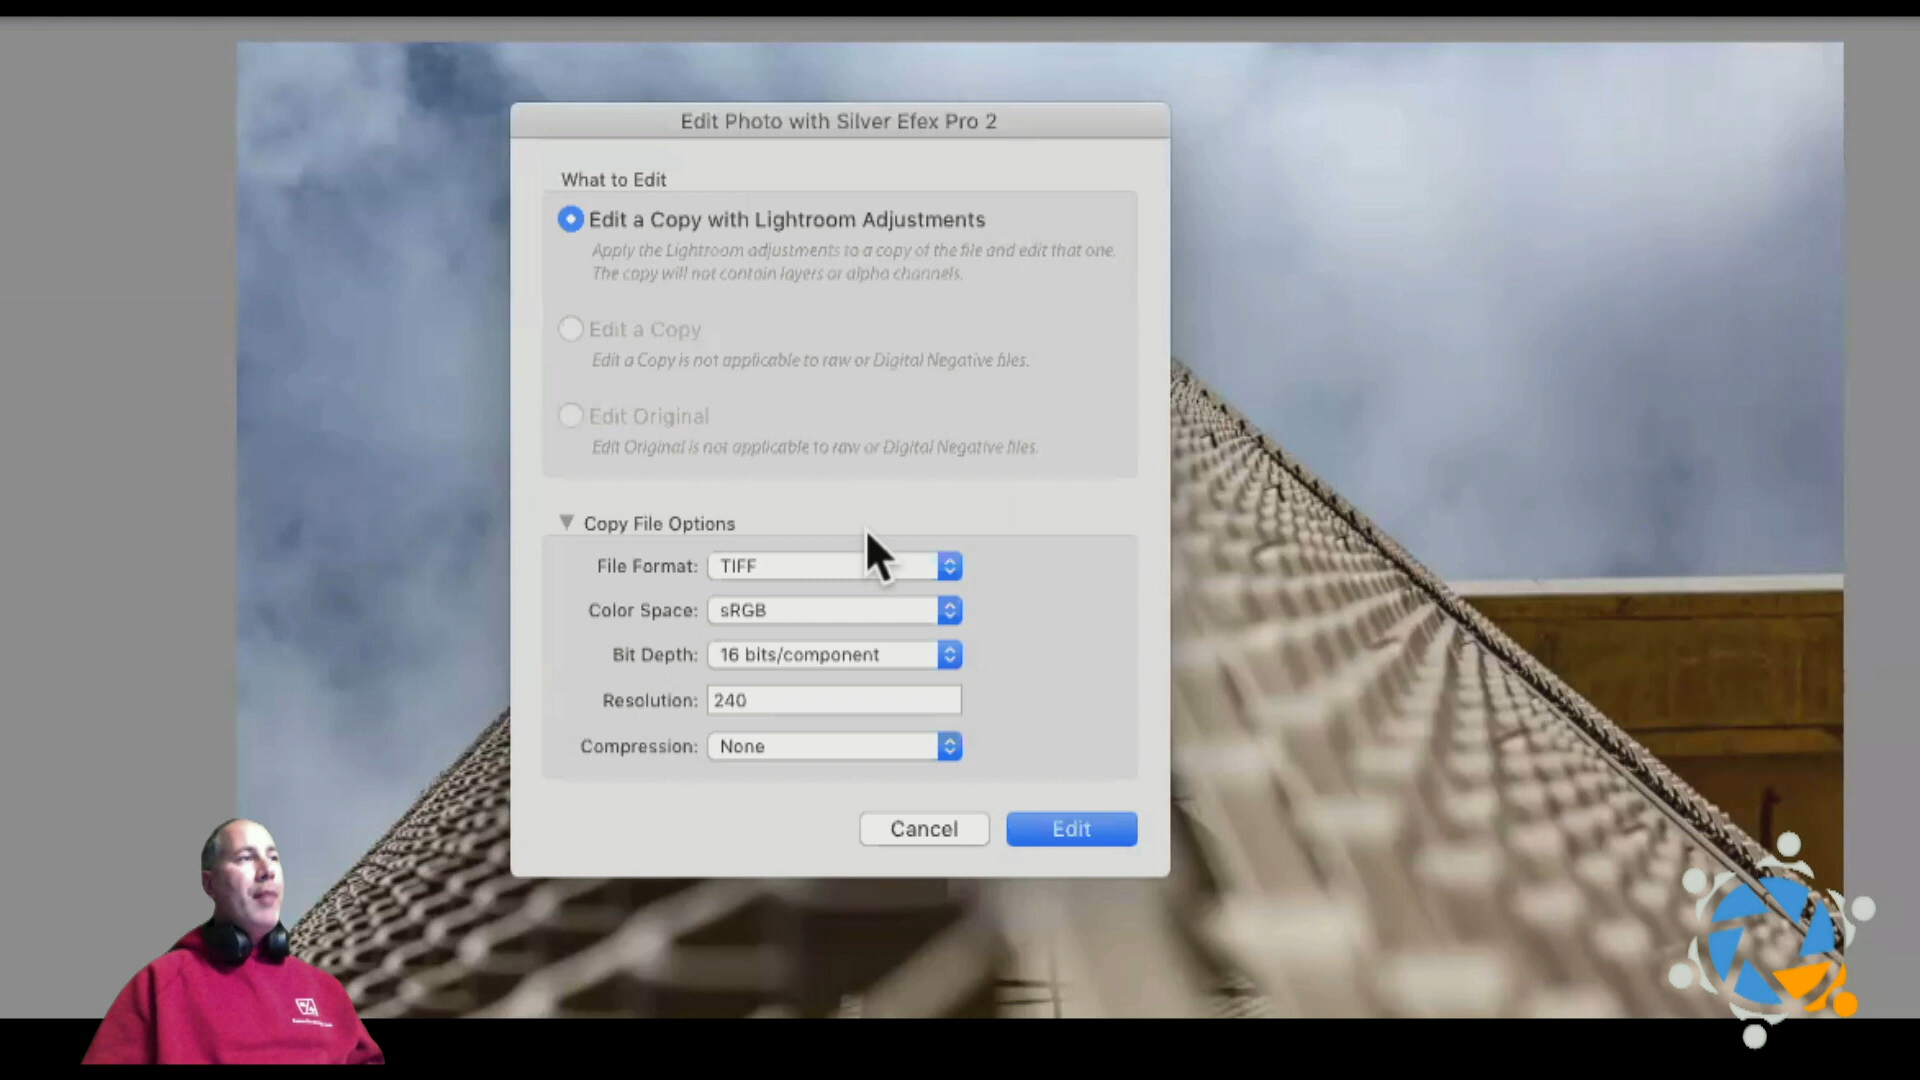 Edit Photo with Silver Efex Pro 2
What to Edit
Edit a Copy with Lightroom Adjustments
Apply the Lightroom adjustments to a copy of the file and edit that one.
The copy will not contain layers or alpha channels.
Edit a Copy
Edit a Copy is not applicable to raw or Digital Negative files.
Edit Original
Edit Original is not applicable to raw or Digital Negative files.
Copy File Options
File Format: TIFF
Color Space: sRGB
Bit Depth: 16 bits/component
Resolution: 240
Compression: None
Cancel
Edit